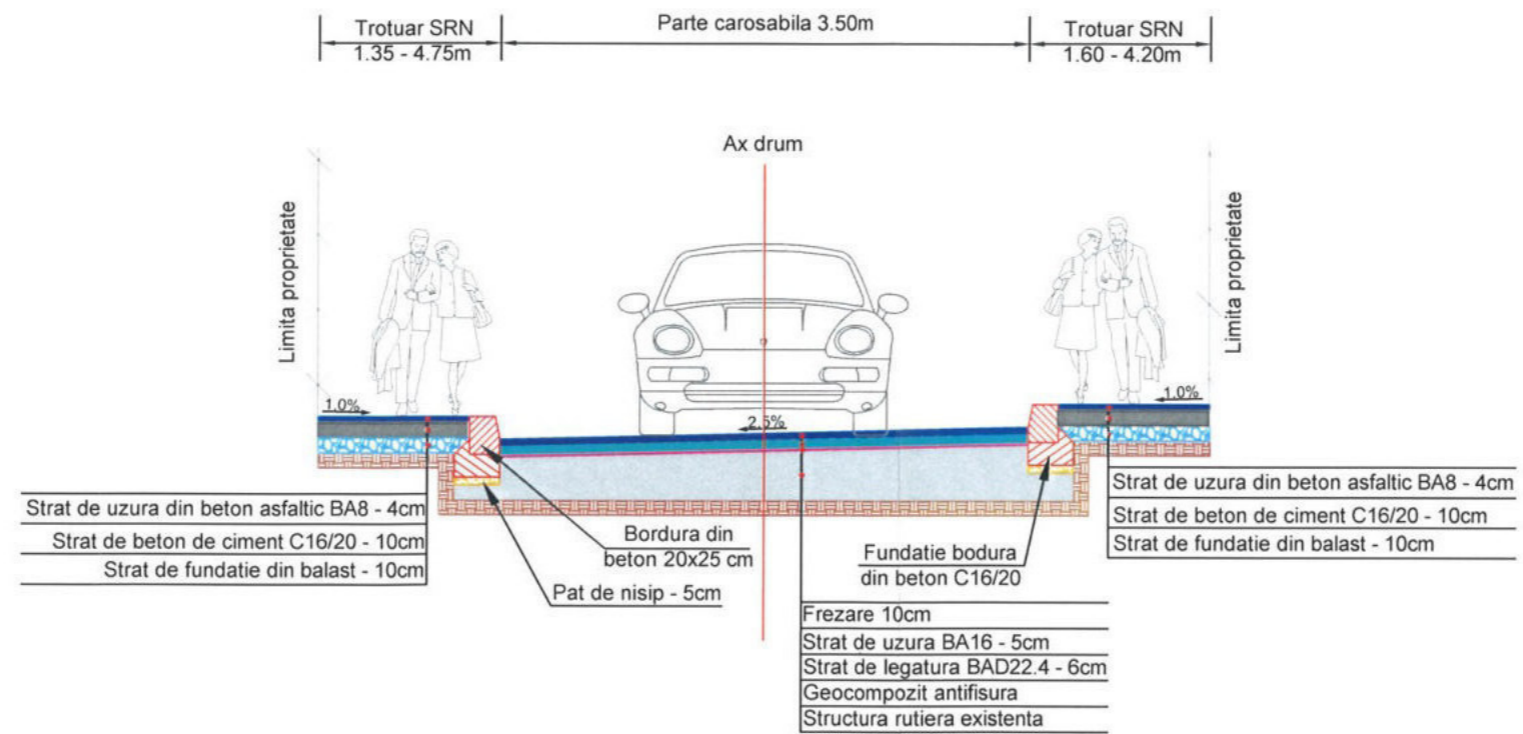 Trotuar SRN
1.35 - 4.75m
Parte carosabila 3.50m
Trotuar SRN
1.60 - 4.20m
Ax drum
Limita proprietate
Limita proprietate
1.0%
2.5%
1.0%
Strat de uzura din beton asfaltic BA8 - 4cm
Strat de beton de ciment C16/20 - 10cm
Strat de fundatie din balast - 10cm
Bordura din
beton 20x25 cm
Pat de nisip - 5cm
Fundatie bodura
din beton C16/20
Strat de uzura din beton asfaltic BA8 - 4cm
Strat de beton de ciment C16/20 - 10cm
Strat de fundatie din balast - 10cm
Frezare 10cm
Strat de uzura BA16 - 5cm
Strat de legatura BAD22.4 - 6cm
Geocompozit antifisura
Structura rutiera existenta